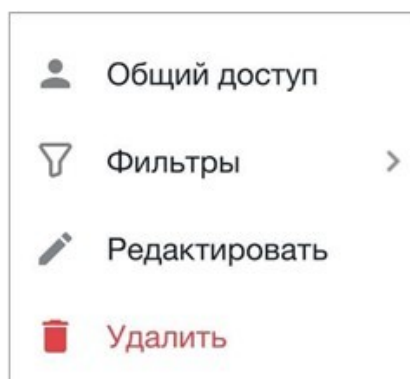 Общий доступ
Фильтры
Редактировать
Удалить